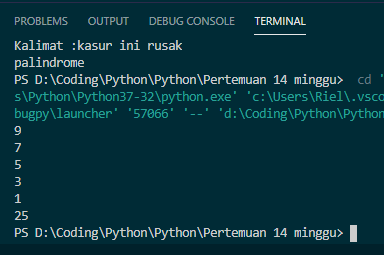 PROBLEMS OUTPUT DEBUG CONSOLE TERMINAL
Kalimat :kasur ini rusak
palindrome
PS D:\Coding\Python\Python\Pertemuan 14 minggu> cd '
s\Python\Python37-32\python.exe' 'c:\Users\Riel\.vsco
bugpy\launcher' '57066' '--' 'd:\Coding\Python\Python
9
7
5
3
1
25
PS D:\Coding\Python\Python\Pertemuan 14 minggu>